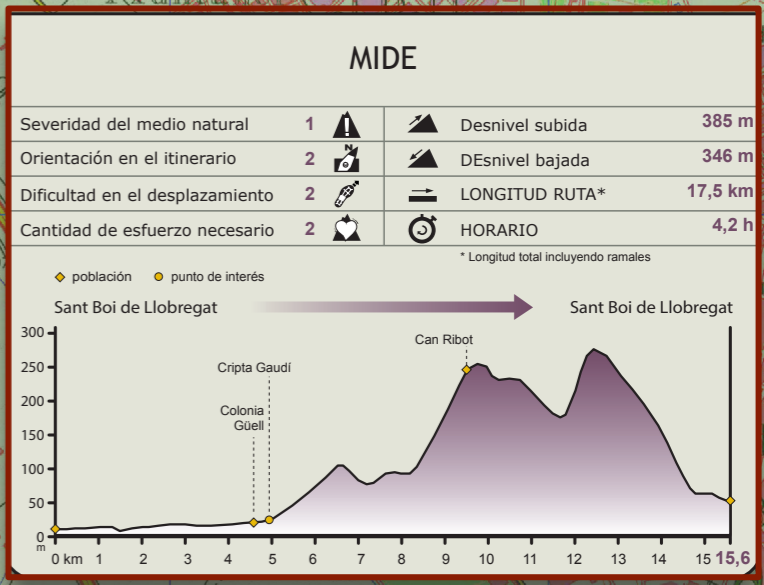 MIDE
Severidad del medio natural 1
Orientación en el itinerario 2
Dificultad en el desplazamiento 2
Cantidad de esfuerzo necesario 2
Desnivel subida 385 m
DEsnivel bajada 346 m
LONGITUD RUTA* 17,5 km
HORARIO 4,2 h
* Longitud total incluyendo ramales
población punto de interés
Sant Boi de Llobregat Sant Boi de Llobregat
Can Ribot
Cripta Gaudí
Colonia
Güell
300
250
200
150
100
50
0
m
0 km 1 2 3 4 5 6 7 8 9 10 11 12 13 14 15 15,6
N